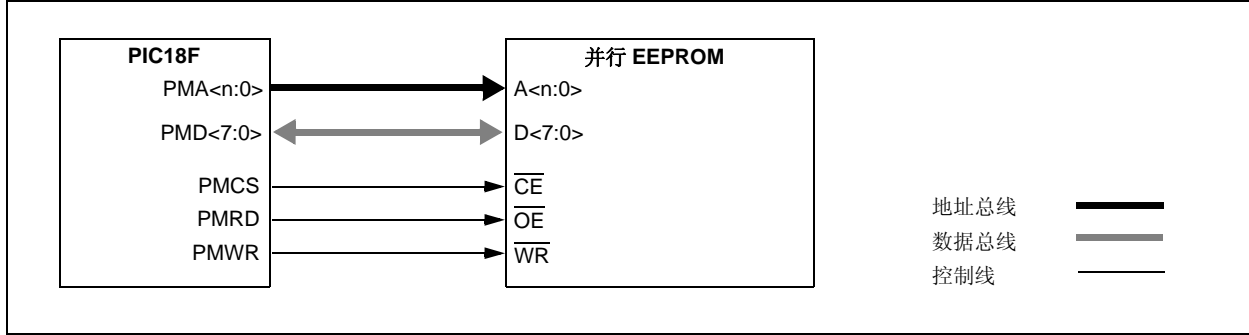 PIC18F
并行 EEPROM
PMA<n:0>
A<n:0>
PMD<7:0>
D<7:0>
PMCS
CE
PMRD
OE
PMWR
WR
地址总线
数据总线
控制线